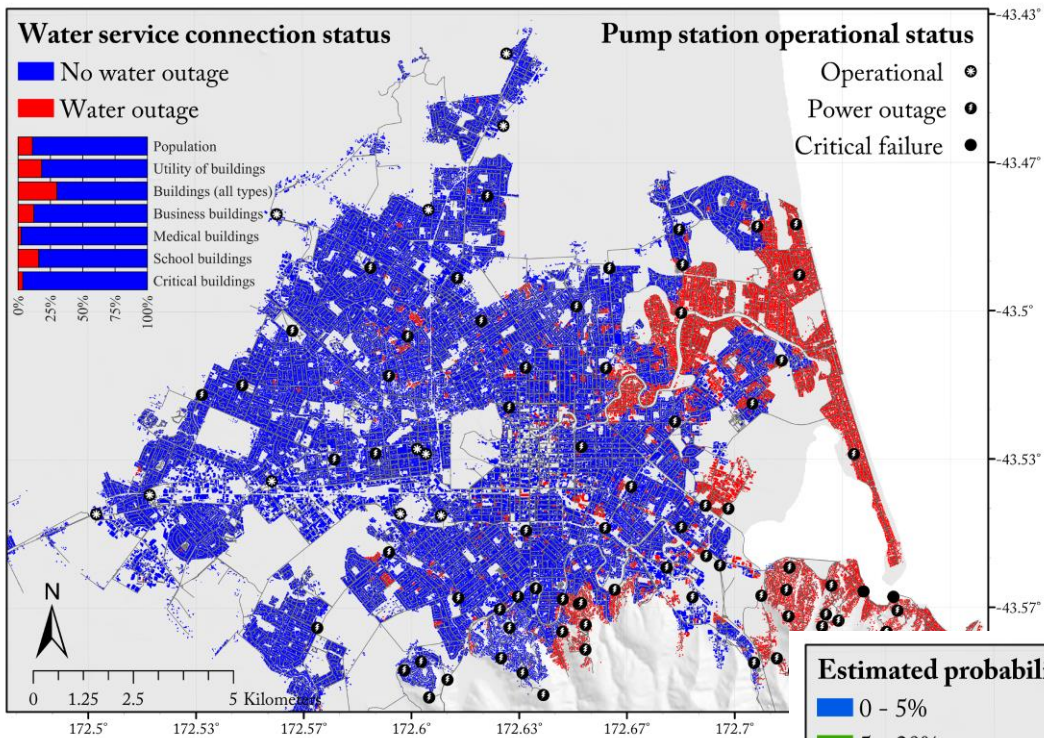 Water service connection status
No water outage
Water outage
Population
Utility of buildings
Buildings (all types)
Business buildings
Medical buildings
School buildings
Critical buildings
0%
25%
50%
75%
100%
Pump station operational status
Operational
Power outage
Critical failure
-43.43°
-43.47°
-43.5°
-43.53°
-43.57°
N
0 1.25 2.5 5 Kilometers
172.5° 172.53° 172.57° 172.6° 172.63° 172.67° 172.7°
Estimated probabili
0 - 5%